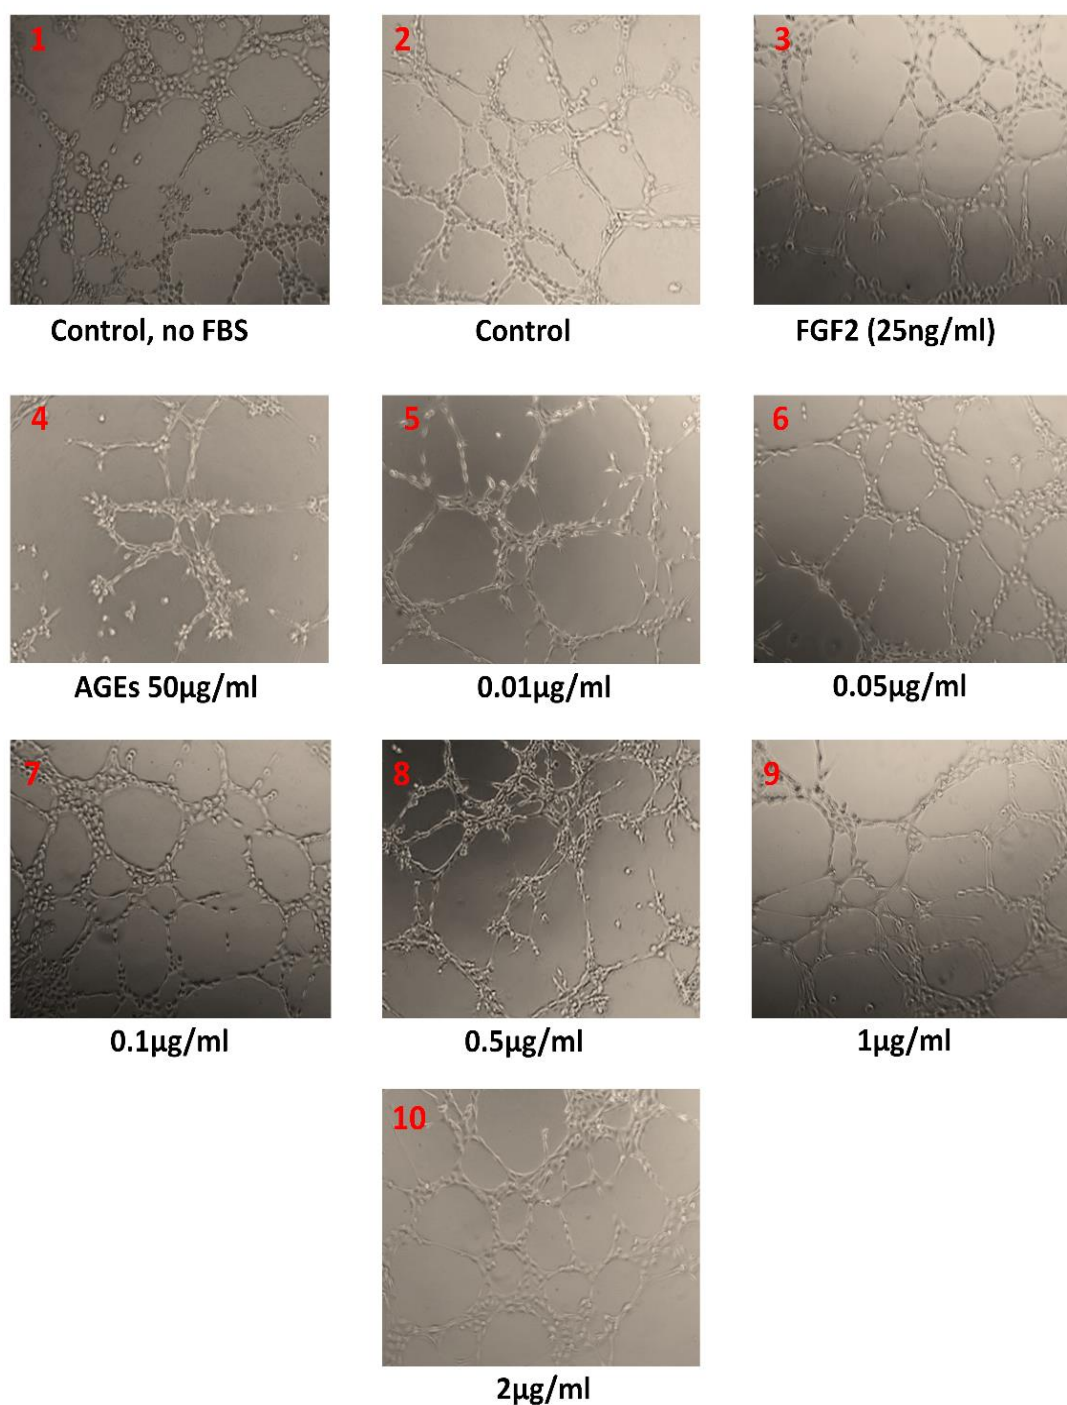 1
2
3
Control, no FBS
Control
FGF2 (25ng/ml)
4
5
6
AGEs 50µg/ml
0.01µg/ml
0.05µg/ml
7
8
9
0.1µg/ml
0.5µg/ml
1µg/ml
10
2µg/ml